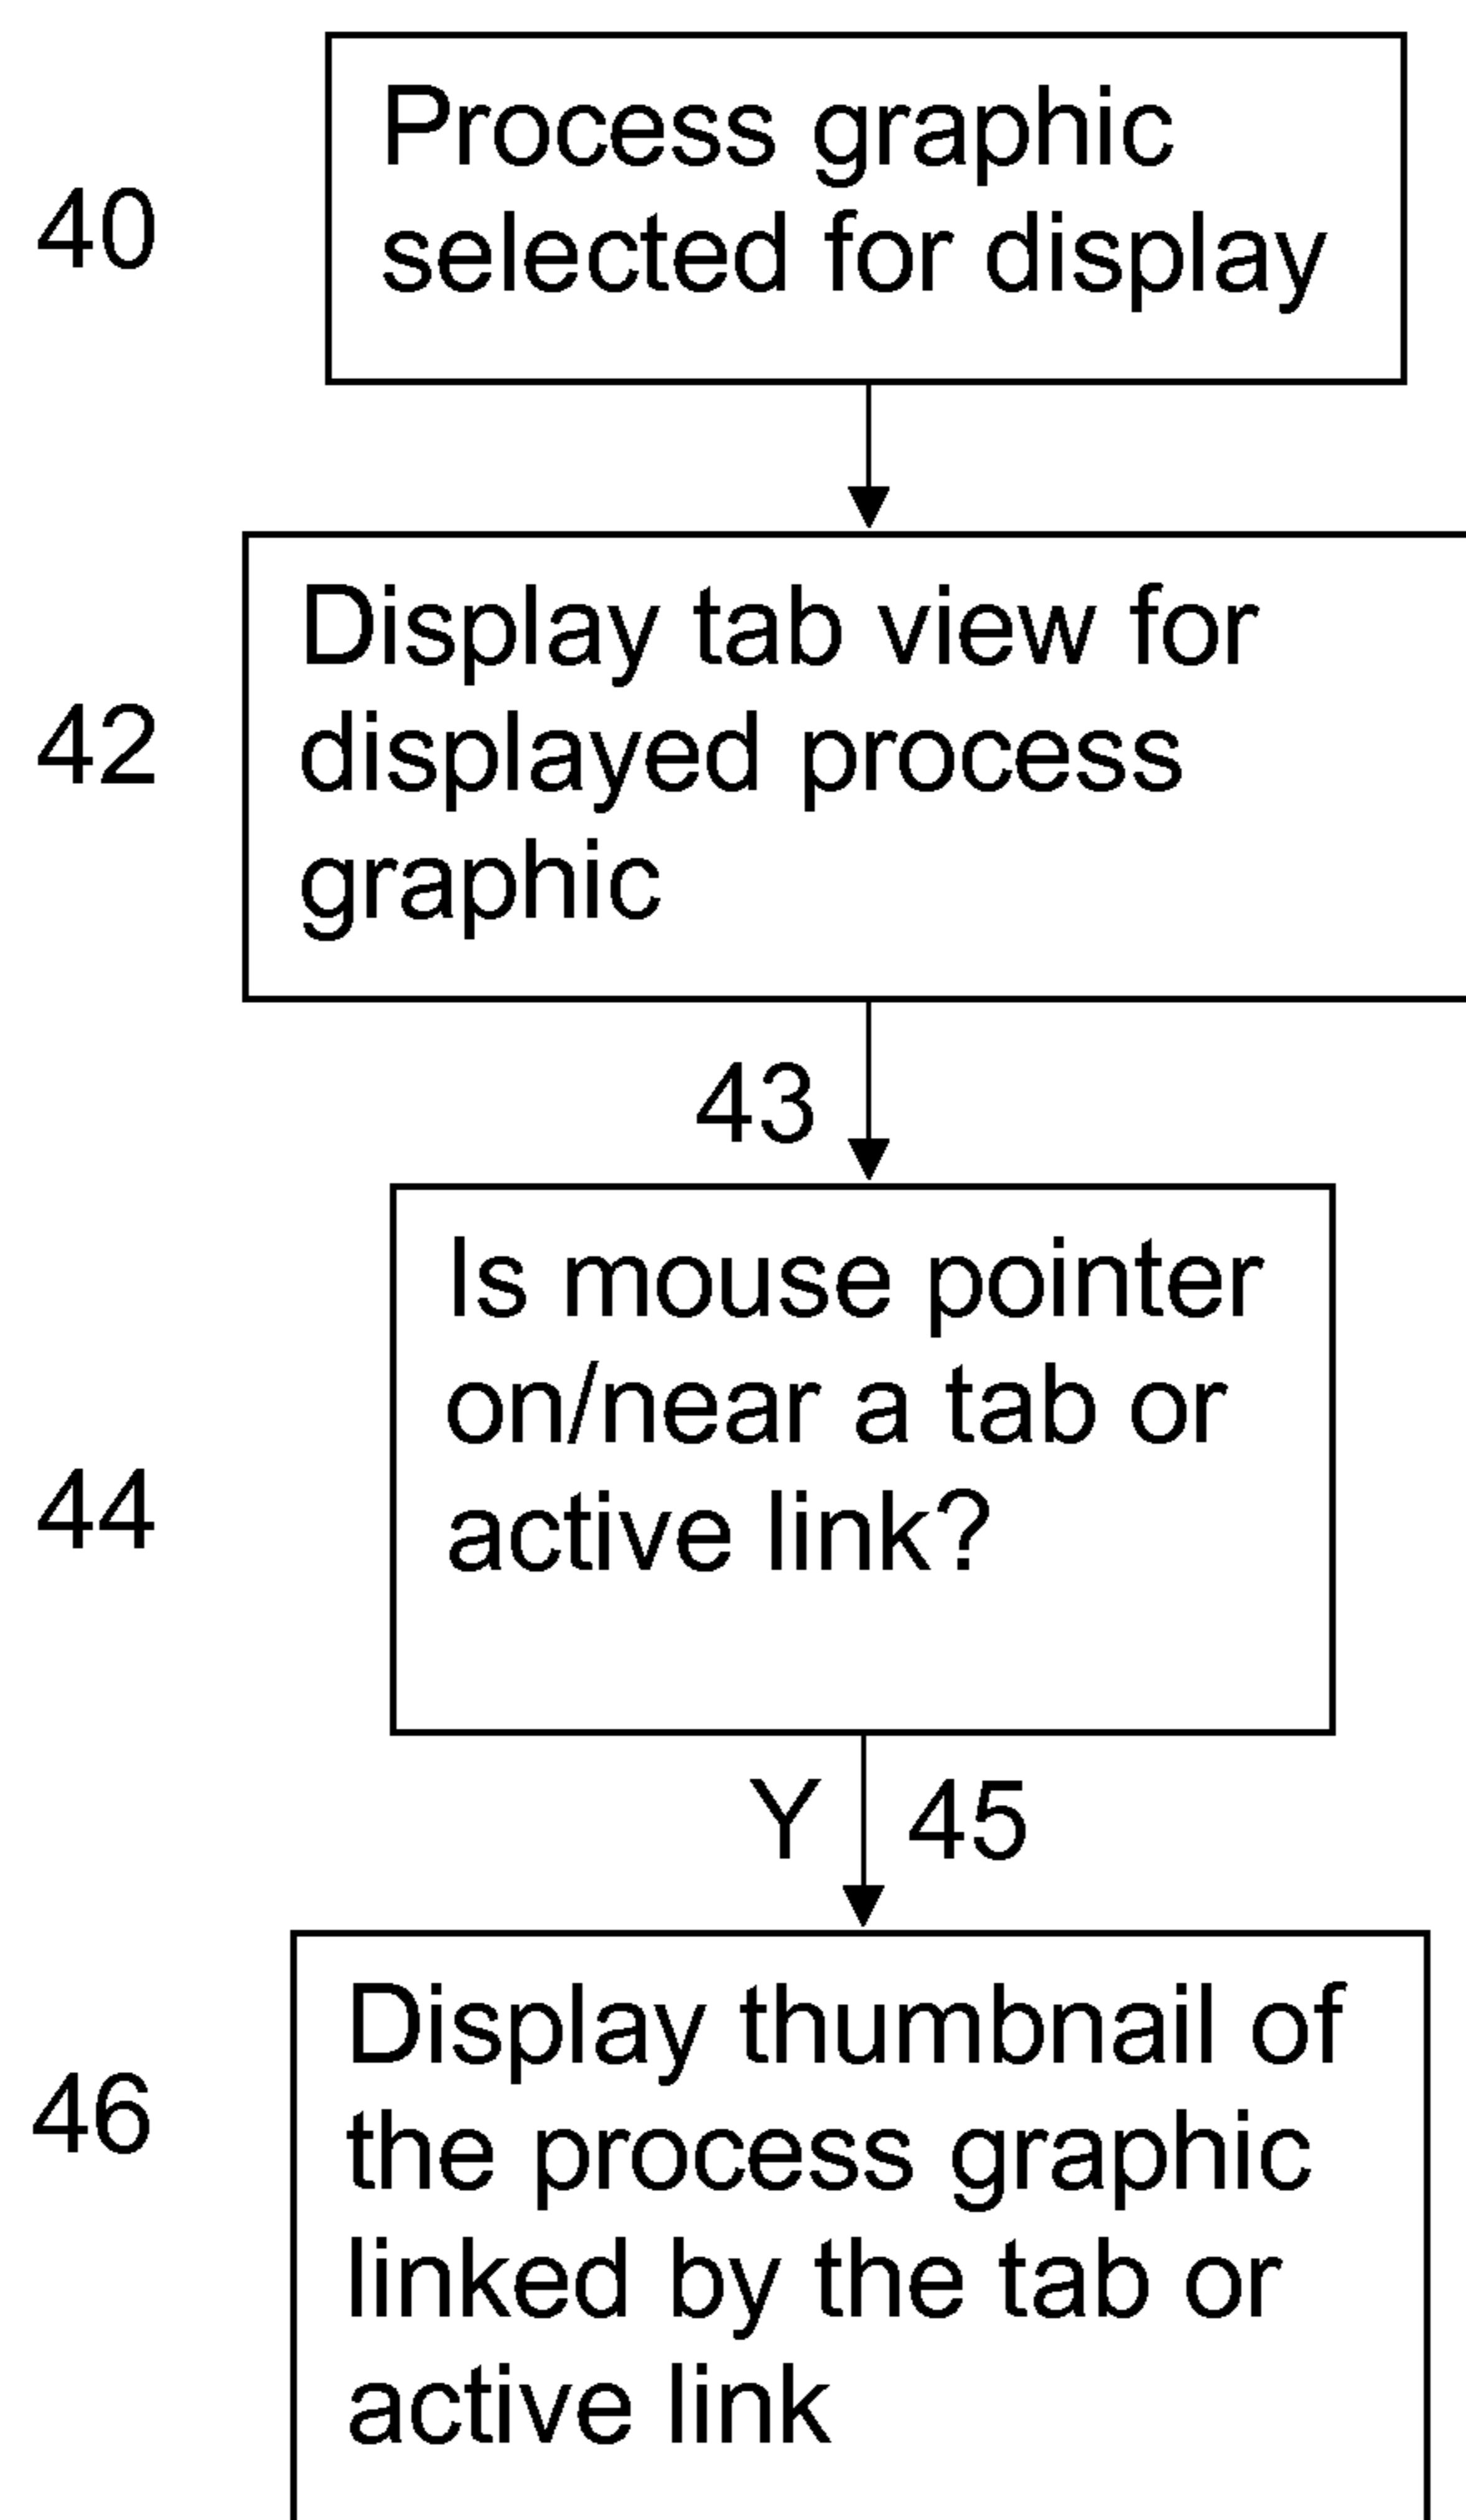 Process graphic
40
selected for display
Display tab view for
42
displayed process
graphic
43
Is mouse pointer
on/near a tab or
44
active link?
Y 45
Display thumbnail of
46
the process graphic
linked by the tab or
active link